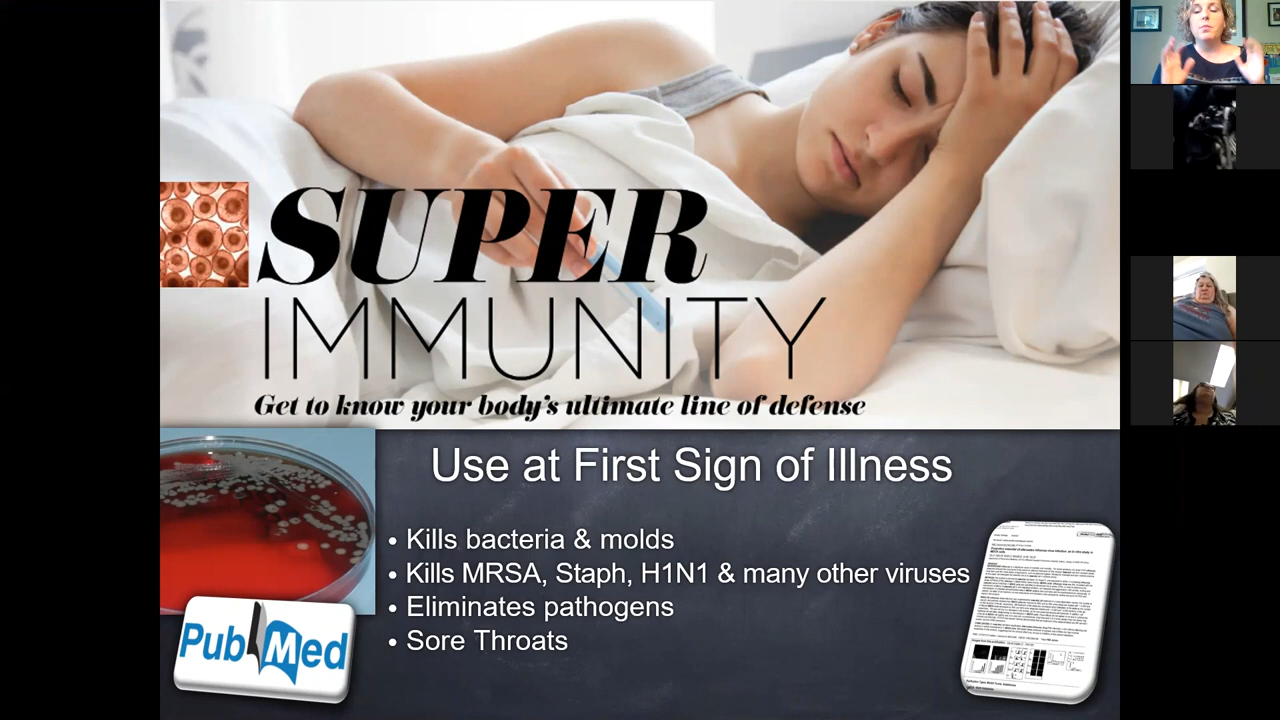 SUPER
IMMUNITY
Get to know your body's ultimate line of defense
Use at First Sign of Illness
• Kills bacteria & molds
Kills MRSA, Staph, H1N1 & many other viruses
• Eliminates pathogens
• Sore Throats
PubMed